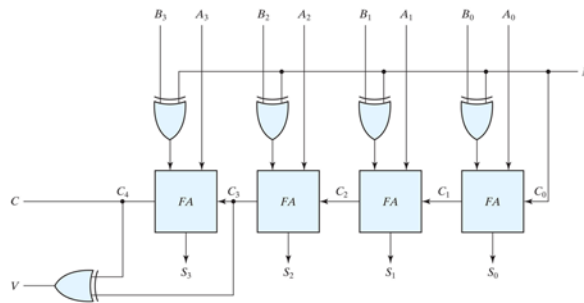 B3 A3 B2 A2 B1 A1 B0 A0
C C4 FA C3 FA C2 FA C1 FA C0
S3 S2 S1 S0
V